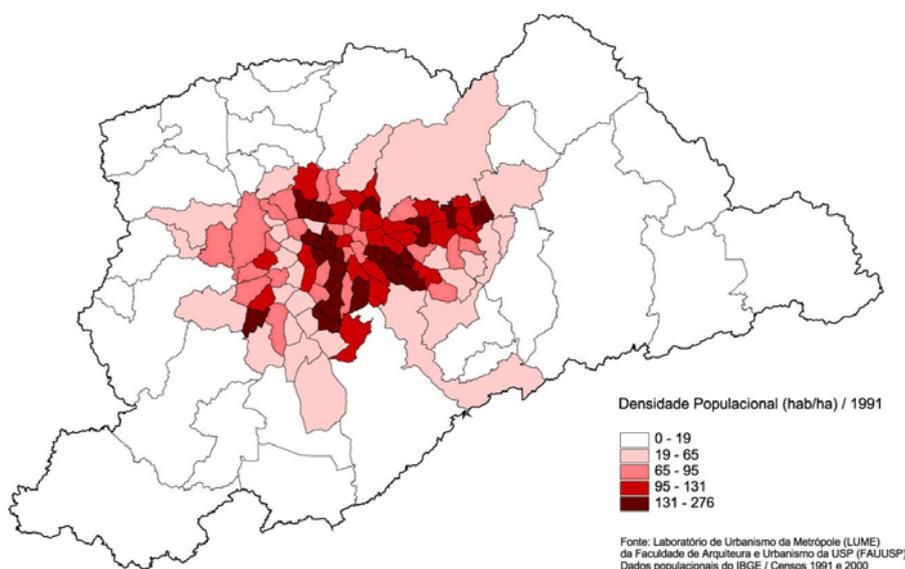 Densidade Populacional (hab/ha) / 1991
0 - 19
19 - 65
65 - 95
95 - 131
131 - 276
Fonte: Laboratório de Urbanismo da Metrópole (LUME)
da Faculdade de Arquiteura e Urbanismo da USP (FAUUSP)
Dados populacionais do IBGE / Censos 1991 e 2000